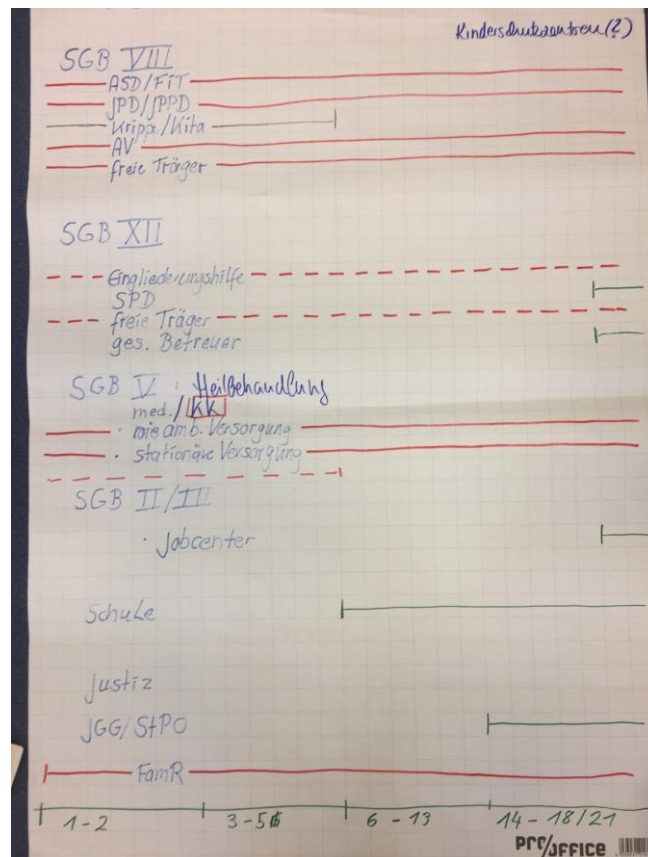 Kinderschutzzentren (?)
SGB VIII
ASD/FiT
JPD/JPPD
Krippe/Kita
AV
freie Träger
SGB XII
Eingliederungshilfe
SPD
freie Träger
ges. Betreuer
SGB V : Heilbehandlung
med./ KK
· amb. Versorgung
· stationäre Versorgung
SGB II/III
· Jobcenter
Schule
Justiz
JGG/StPO
FamR
1-2 3-5 6-13 14-18/21
PRO/OFFICE